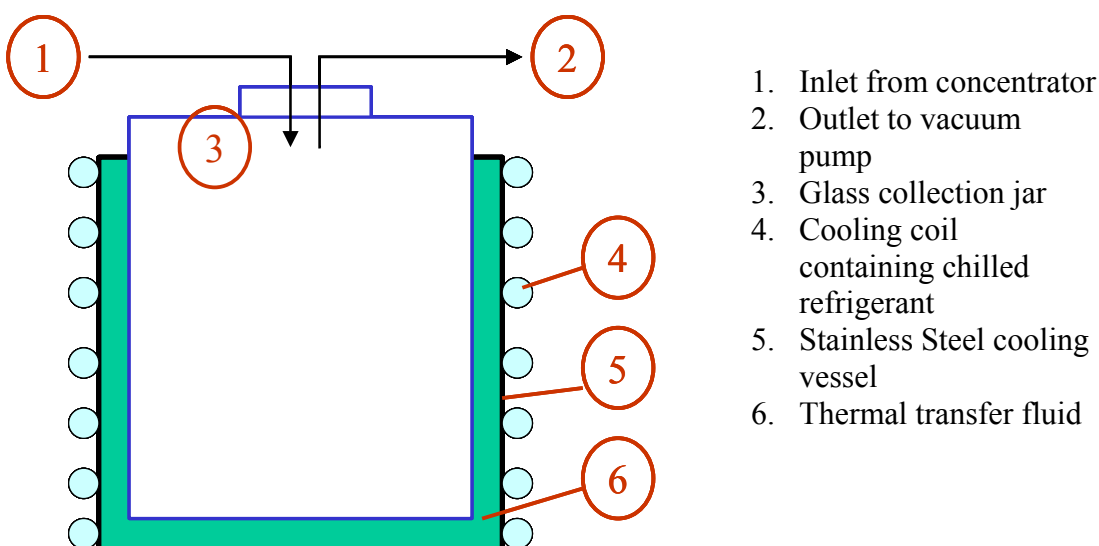 1
2
3
4
5
6
1. Inlet from concentrator
2. Outlet to vacuum
pump
3. Glass collection jar
4. Cooling coil
containing chilled
refrigerant
5. Stainless Steel cooling
vessel
6. Thermal transfer fluid